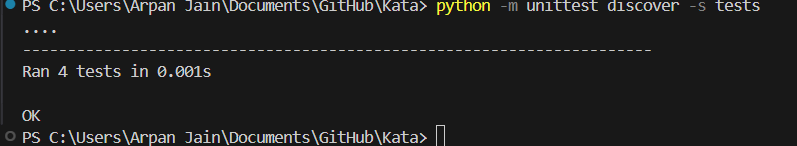 PS C:\Users\Arpan Jain\Documents\GitHub\Kata> python -m unittest discover -s tests
....
----------------------------------------------------------------------
Ran 4 tests in 0.001s
OK
PS C:\Users\Arpan Jain\Documents\GitHub\Kata>